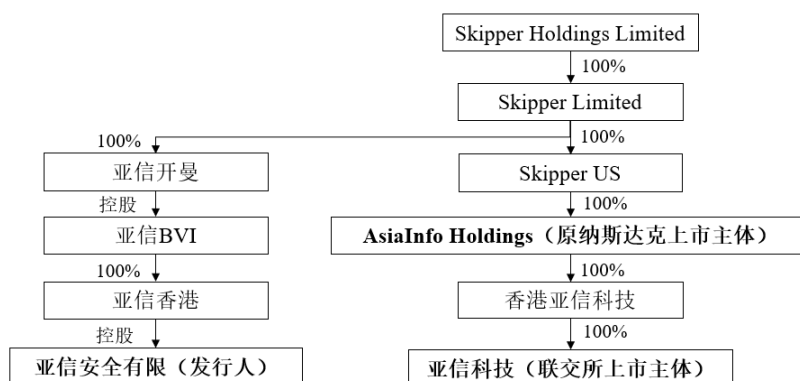 Skipper Holdings Limited
100%
Skipper Limited
100%
100%
亚信开曼
Skipper US
控股
100%
亚信BVI
AsiaInfo Holdings（原纳斯达克上市主体）
100%
100%
亚信香港
香港亚信科技
控股
100%
亚信安全有限（发行人）
亚信科技（联交所上市主体）